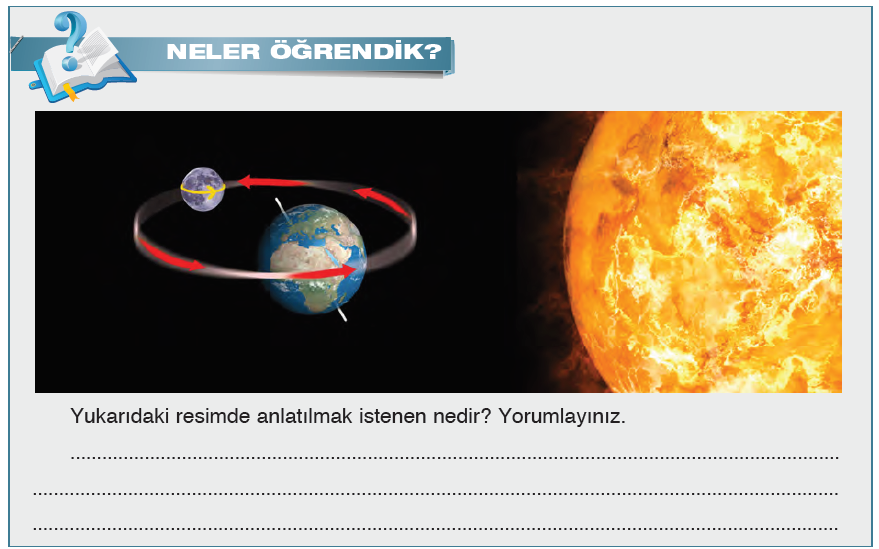 NELER ÖĞRENDİK?
Yukarıdaki resimde anlatılmak istenen nedir? Yorumlayınız.